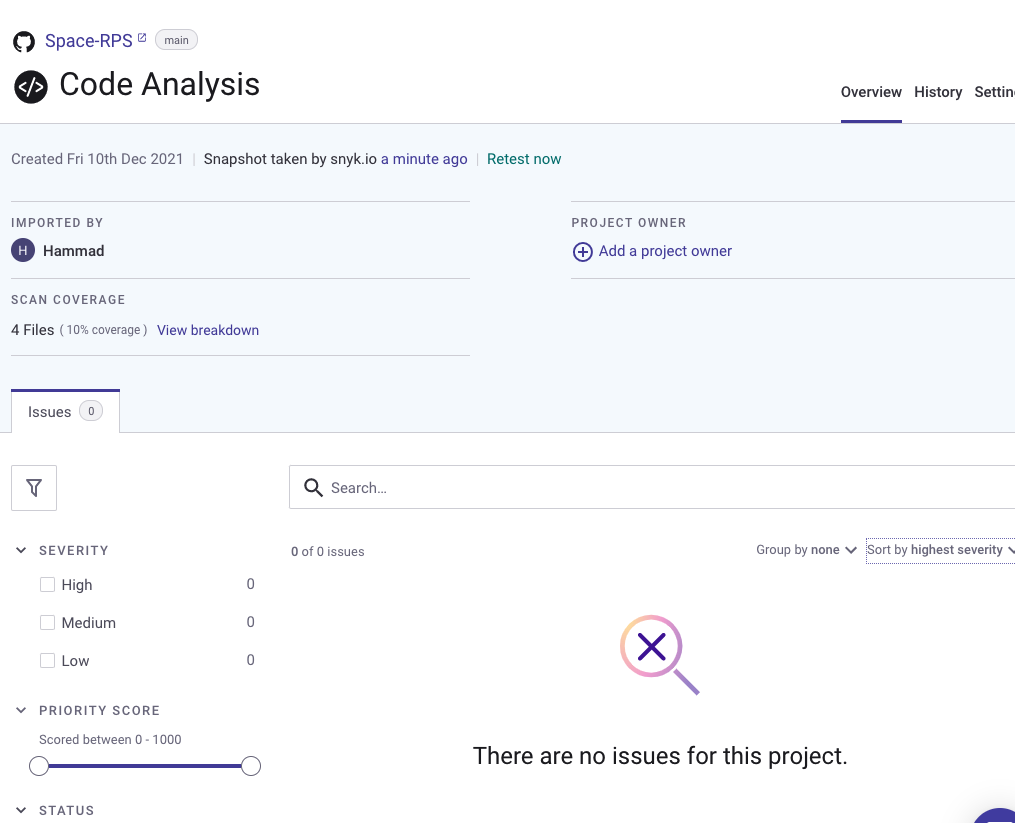 Space-RPS main
Code Analysis
Overview History Settin
Created Fri 10th Dec 2021 | Snapshot taken by snyk.io a minute ago | Retest now
IMPORTED BY
H Hammad
PROJECT OWNER
Add a project owner
SCAN COVERAGE
4 Files ( 10% coverage ) View breakdown
Issues 0
Search...
SEVERITY
High 0
Medium 0
Low 0
PRIORITY SCORE
Scored between 0 - 1000
STATUS
0 of 0 issues
Group by none Sort by highest severity
There are no issues for this project.